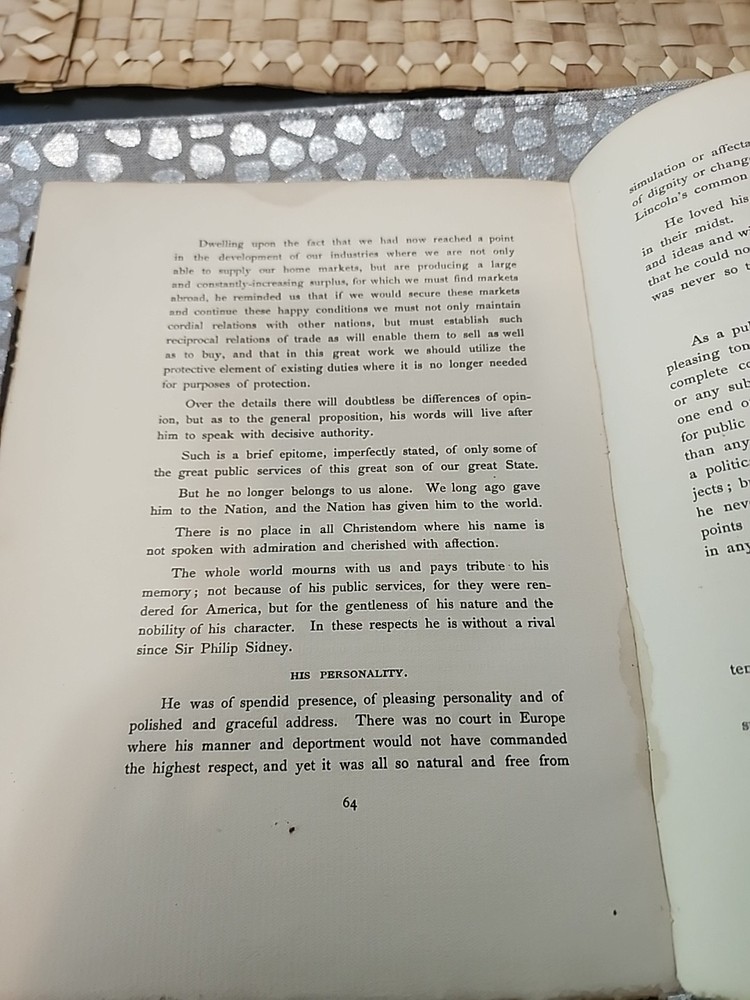 Dwelling upon the fact that we had now reached a point
in the development of our industries where we are not only
able to supply our home markets, but are producing a large
and constantly-increasing surplus, for which we must find markets
abroad, he reminded us that if we would secure these markets
and continue these happy conditions we must not only maintain
cordial relations with other nations, but must establish such
reciprocal relations of trade as will enable them to sell as well
as to buy, and that in this great work we should utilize the
protective element of existing duties where it is no longer needed
for purposes of protection.
Over the details there will doubtless be differences of opin-
ion, but as to the general proposition, his words will live after
him to speak with decisive authority.
Such is a brief epitome, imperfectly stated, of only some of
the great public services of this great son of our great State.
But he no longer belongs to us alone. We long ago gave
him to the Nation, and the Nation has given him to the world.
There is no place in all Christendom where his name is
not spoken with admiration and cherished with affection.
The whole world mourns with us and pays tribute to his
memory; not because of his public services, for they were ren-
dered for America, but for the gentleness of his nature and the
nobility of his character. In these respects he is without a rival
since Sir Philip Sidney.
HIS PERSONALITY.
He was of spendid presence, of pleasing personality and of
polished and graceful address. There was no court in Europe
where his manner and deportment would not have commanded
the highest respect, and yet it was all so natural and free from
64
simulation or
of dignity or
Lincoln's common
He loved his
in their midst.
and ideas and
that he could
was never so
As a
pleasing
complete
or any
one end
for public
than any
a
jects;
he
points
in any